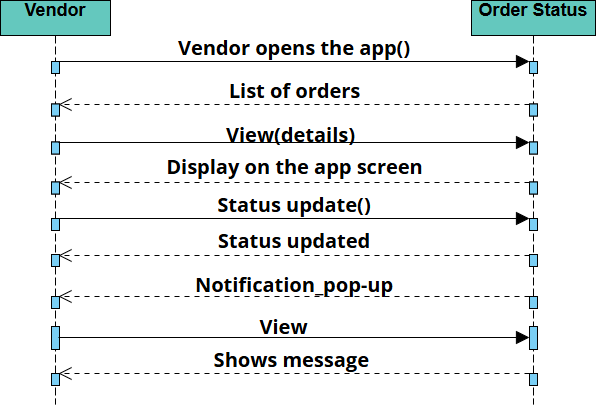 Vendor
Order Status
Vendor opens the app()
List of orders
View(details)
Display on the app screen
Status update()
Status updated
Notification_pop-up
View
Shows message